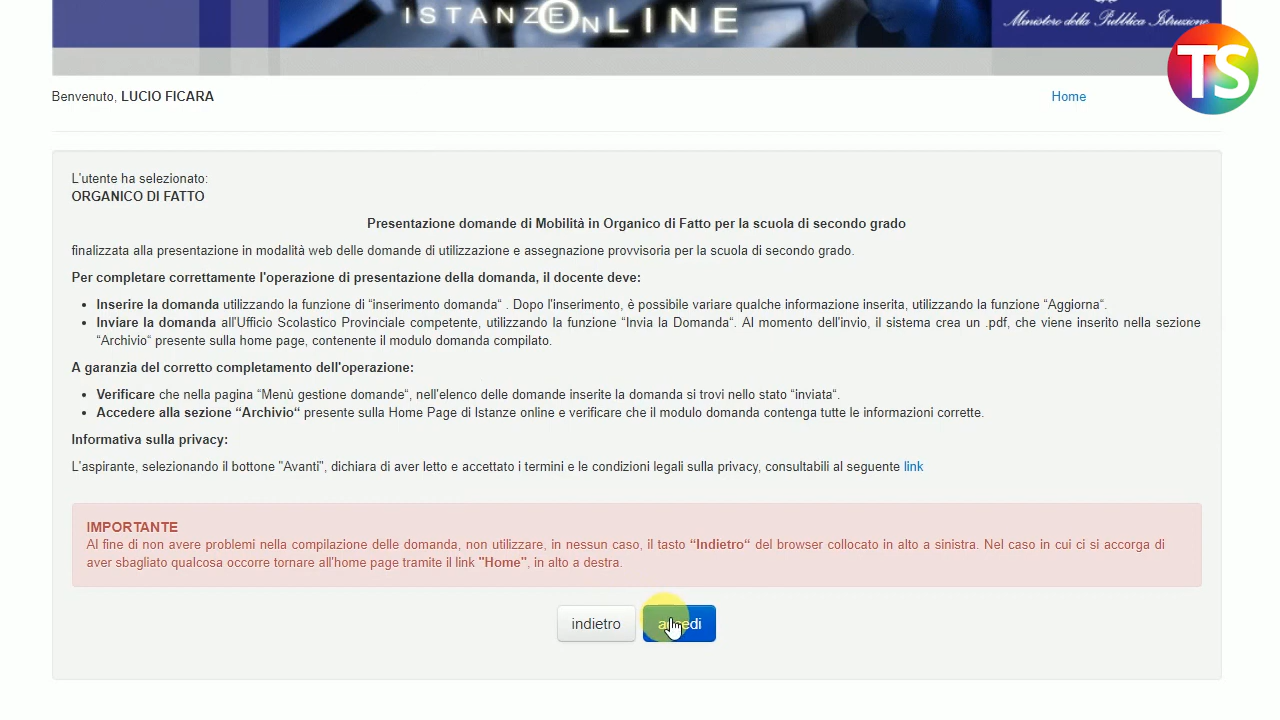 ISTANZE ON LINE
Ministero della Pubblica Istruzione
TS
Benvenuto, LUCIO FICARA
Home
L'utente ha selezionato:
ORGANICO DI FATTO
Presentazione domande di Mobilità in Organico di Fatto per la scuola di secondo grado
finalizzata alla presentazione in modalità web delle domande di utilizzazione e assegnazione provvisoria per la scuola di secondo grado.
Per completare correttamente l'operazione di presentazione della domanda, il docente deve:
• Inserire la domanda utilizzando la funzione di “inserimento domanda“ . Dopo l'inserimento, è possibile variare qualche informazione inserita, utilizzando la funzione “Aggiorna“.
• Inviare la domanda all'Ufficio Scolastico Provinciale competente, utilizzando la funzione “Invia la Domanda“. Al momento dell'invio, il sistema crea un .pdf, che viene inserito nella sezione
“Archivio“ presente sulla home page, contenente il modulo domanda compilato.
A garanzia del corretto completamento dell'operazione:
• Verificare che nella pagina “Menù gestione domande“, nell'elenco delle domande inserite la domanda si trovi nello stato “inviata“.
• Accedere alla sezione “Archivio“ presente sulla Home Page di Istanze online e verificare che il modulo domanda contenga tutte le informazioni corrette.
Informativa sulla privacy:
L'aspirante, selezionando il bottone "Avanti", dichiara di aver letto e accettato i termini e le condizioni legali sulla privacy, consultabili al seguente link
IMPORTANTE
Al fine di non avere problemi nella compilazione delle domanda, non utilizzare, in nessun caso, il tasto “Indietro“ del browser collocato in alto a sinistra. Nel caso in cui ci si accorga di
aver sbagliato qualcosa occorre tornare all'home page tramite il link "Home", in alto a destra.
indietro
accedi